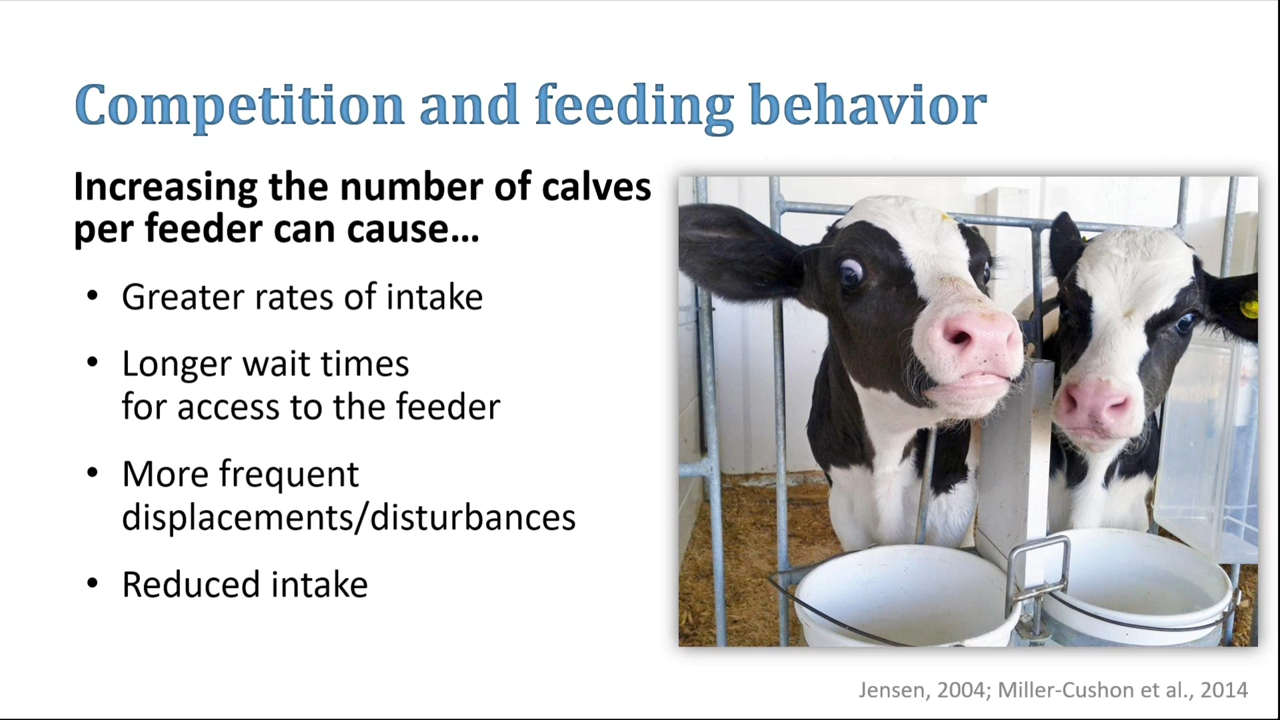 Competition and feeding behavior
Increasing the number of calves
per feeder can cause…
• Greater rates of intake
• Longer wait times
for access to the feeder
• More frequent
displacements/disturbances
• Reduced intake
Jensen, 2004; Miller-Cushon et al., 2014